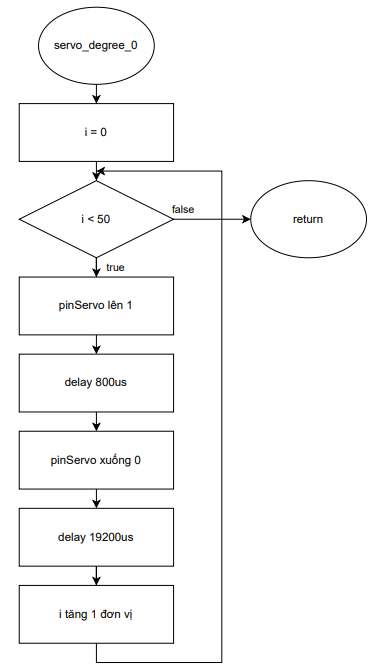 servo_degree_0
i = 0
i < 50
false
return
true
pinServo lên 1
delay 800us
pinServo xuống 0
delay 19200us
i tăng 1 đơn vị